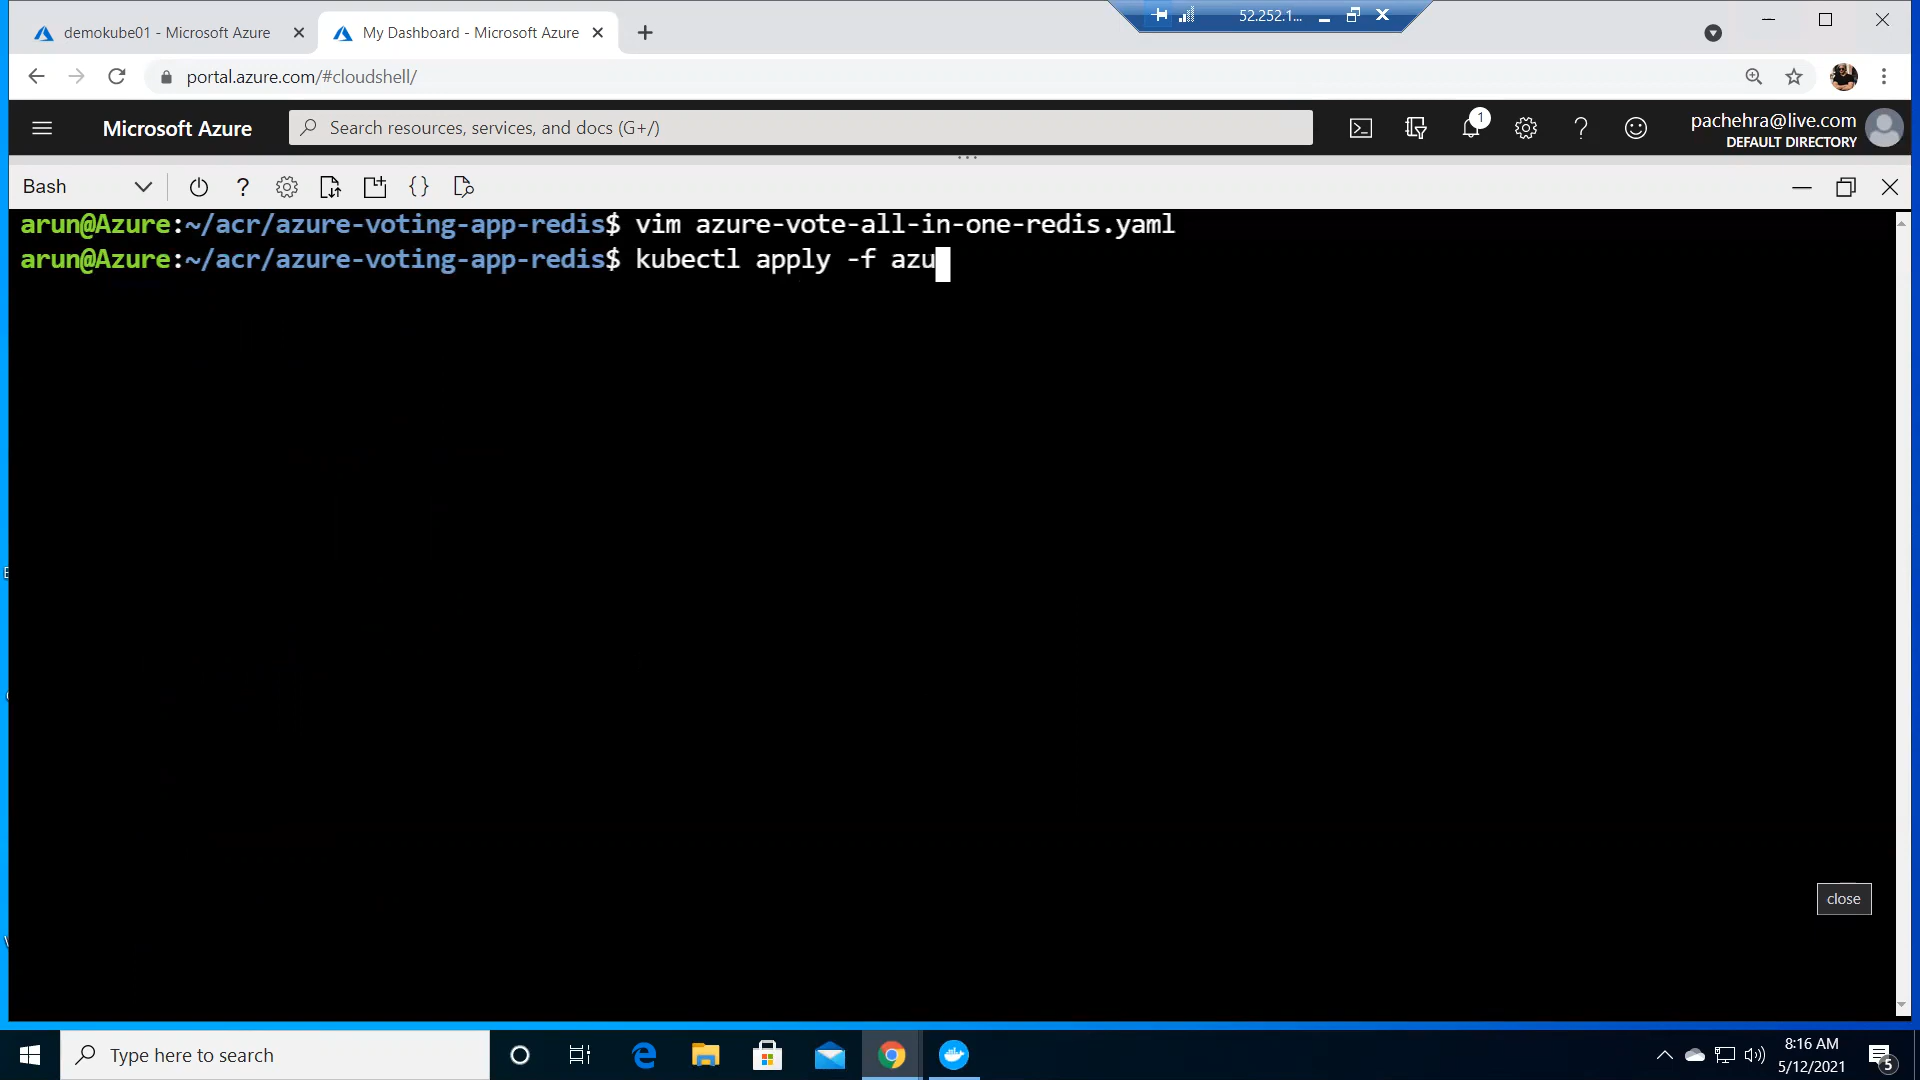 demokube01 - Microsoft Azure
My Dashboard - Microsoft Azure
52.252.1...
portal.azure.com/#cloudshell/
Microsoft Azure
Search resources, services, and docs (G+/)
1
pachehra@live.com
DEFAULT DIRECTORY
Bash
arun@Azure:~/acr/azure-voting-app-redis$ vim azure-vote-all-in-one-redis.yaml
arun@Azure:~/acr/azure-voting-app-redis$ kubectl apply -f azu
close
Type here to search
8:16 AM
5/12/2021
5